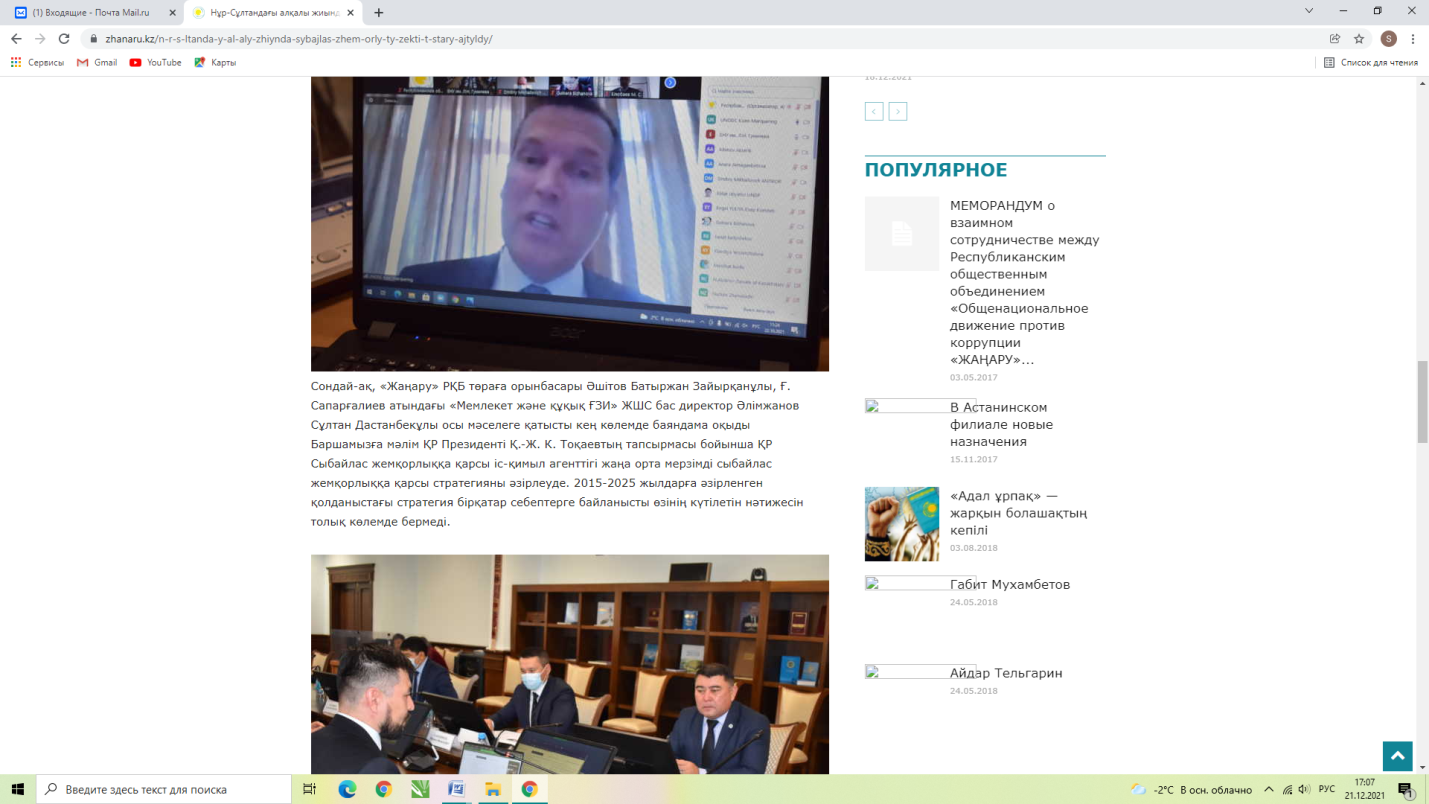 (1) Входящие - Почта Mail.ru
Нұр-Сұлтандағы алқалы жиында
zhanaru.kz/n-r-s-ltanda-y-al-aly-zhiynda-sybajlas-zhem-orly-ty-zekti-t-stary-ajtyldy/
S
Сервисы
Gmail
YouTube
Карты
Список для чтения
18.12.2021
acer
Сондай-ақ, «Жаңару» РҚБ төраға орынбасары Әшітов Батыржан Зайырқанұлы, Ғ.
Сапарғалиев атындағы «Мемлекет және құқық ҒЗИ» ЖШС бас директор Әлімжанов
Сұлтан Дастанбекұлы осы мәселеге қатысты кең көлемде баяндама оқыды
Баршамызға мәлім ҚР Президенті Қ.-Ж. К. Тоқаевтың тапсырмасы бойынша ҚР
Сыбайлас жемқорлыққа қарсы іс-қимыл агенттігі жаңа орта мерзімді сыбайлас
жемқорлыққа қарсы стратегияны әзірлеуде. 2015-2025 жылдарға әзірленген
қолданыстағы стратегия бірқатар себептерге байланысты өзінің күтілетін нәтижесін
толық көлемде бермеді.
ПОПУЛЯРНОЕ
МЕМОРАНДУМ о
взаимном
сотрудничестве между
Республиканским
общественным
объединением
«Общенациональное
движение против
коррупции
«ЖАҢАРУ»...
03.05.2017
В Астанинском
филиале новые
назначения
15.11.2017
«Адал ұрпақ» —
жарқын болашақтың
кепілі
03.08.2018
Габит Мухамбетов
24.05.2018
Айдар Тельгарин
24.05.2018
Введите здесь текст для поиска
-2°C В осн. облачно
РУС
17:07
21.12.2021
1